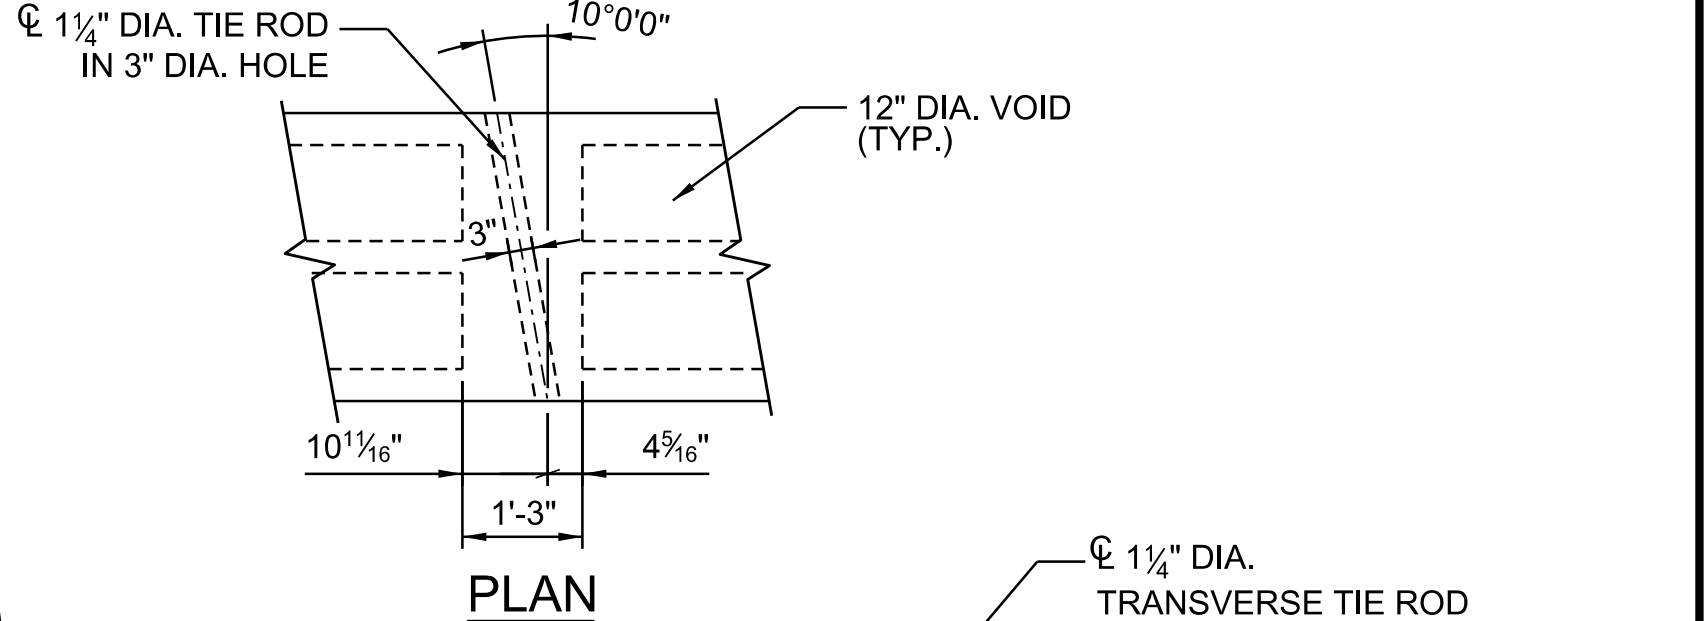 ℄ 1¼" DIA. TIE ROD
IN 3" DIA. HOLE
10°0'0"
12" DIA. VOID
(TYP.)
3"
10 11⁄16"
4 5⁄16"
1'-3"
PLAN
℄ 1¼" DIA.
TRANSVERSE TIE ROD